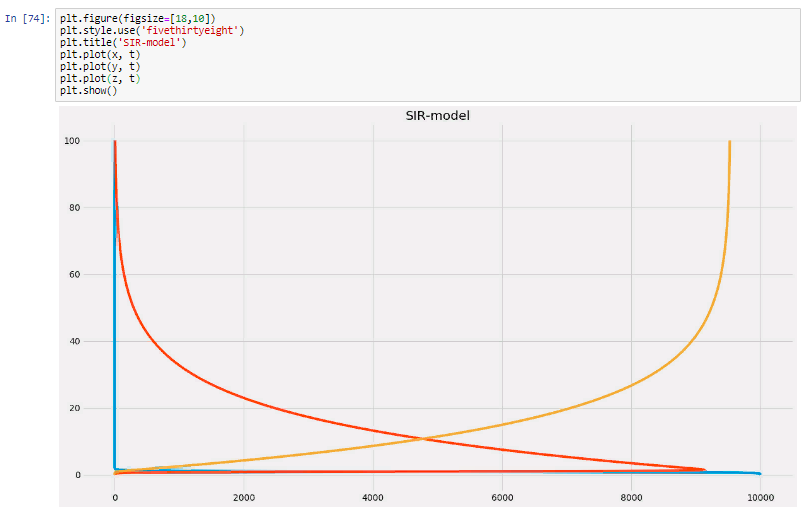 In [74]: plt.figure(figsize=[18,10])
plt.style.use('fivethirtyeight')
plt.title('SIR-model')
plt.plot(x, t)
plt.plot(y, t)
plt.plot(z, t)
plt.show()
SIR-model
100
80
60
40
20
0
0 2000 4000 6000 8000 10000